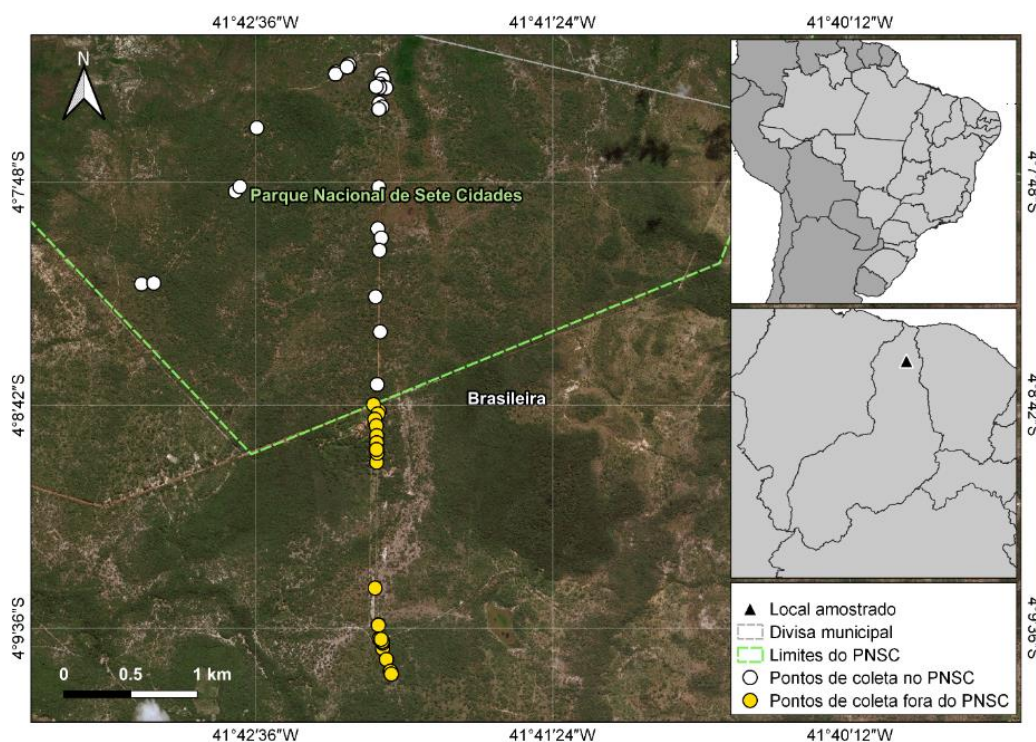 41°42'36"W 41°41'24"W 41°40'12"W
N
4°7'48"S
4°7'48"S
Parque Nacional de Sete Cidades
4°8'42"S
4°8'42"S
Brasileira
4°9'36"S
4°9'36"S
0 0.5 1 km
Local amostrado
Divisa municipal
Limites do PNSC
Pontos de coleta no PNSC
Pontos de coleta fora do PNSC
41°42'36"W 41°41'24"W 41°40'12"W